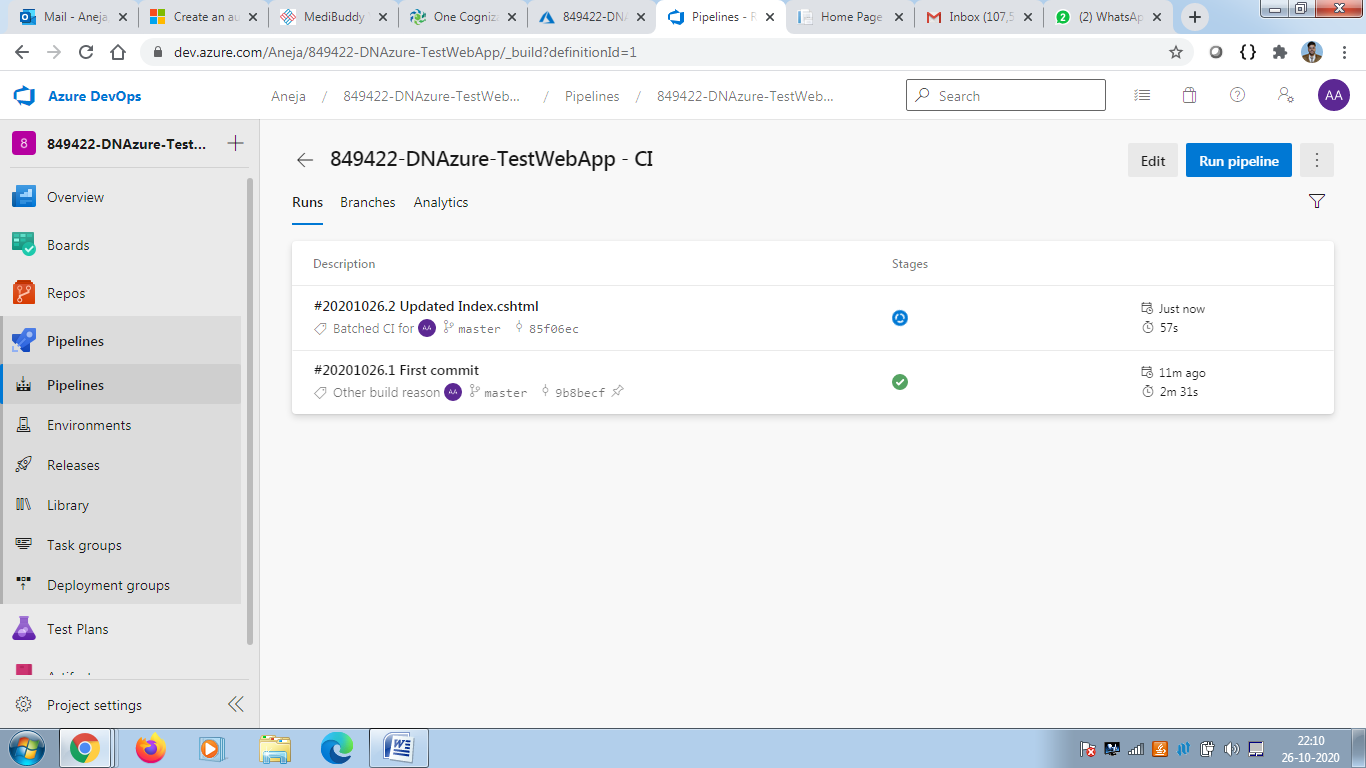 Mail - Aneja,
Create an au
MediBuddy
One Cogniza
849422-DNA
Pipelines - R
Home Page
Inbox (107,5
(2) WhatsAp
dev.azure.com/Aneja/849422-DNAzure-TestWebApp/_build?definitionId=1
Azure DevOps
Aneja / 849422-DNAzure-TestWeb... / Pipelines / 849422-DNAzure-TestWeb...
Search
AA
8 849422-DNAzure-Test...
Overview
Boards
Repos
Pipelines
Pipelines
Environments
Releases
Library
Task groups
Deployment groups
Test Plans
Project settings
849422-DNAzure-TestWebApp - CI
Edit
Run pipeline
Runs Branches Analytics
Description Stages
#20201026.2 Updated Index.cshtml
Just now
Batched CI for AA master 85f06ec
57s
#20201026.1 First commit
11m ago
Other build reason AA master 9b8becf
2m 31s
22:10
26-10-2020